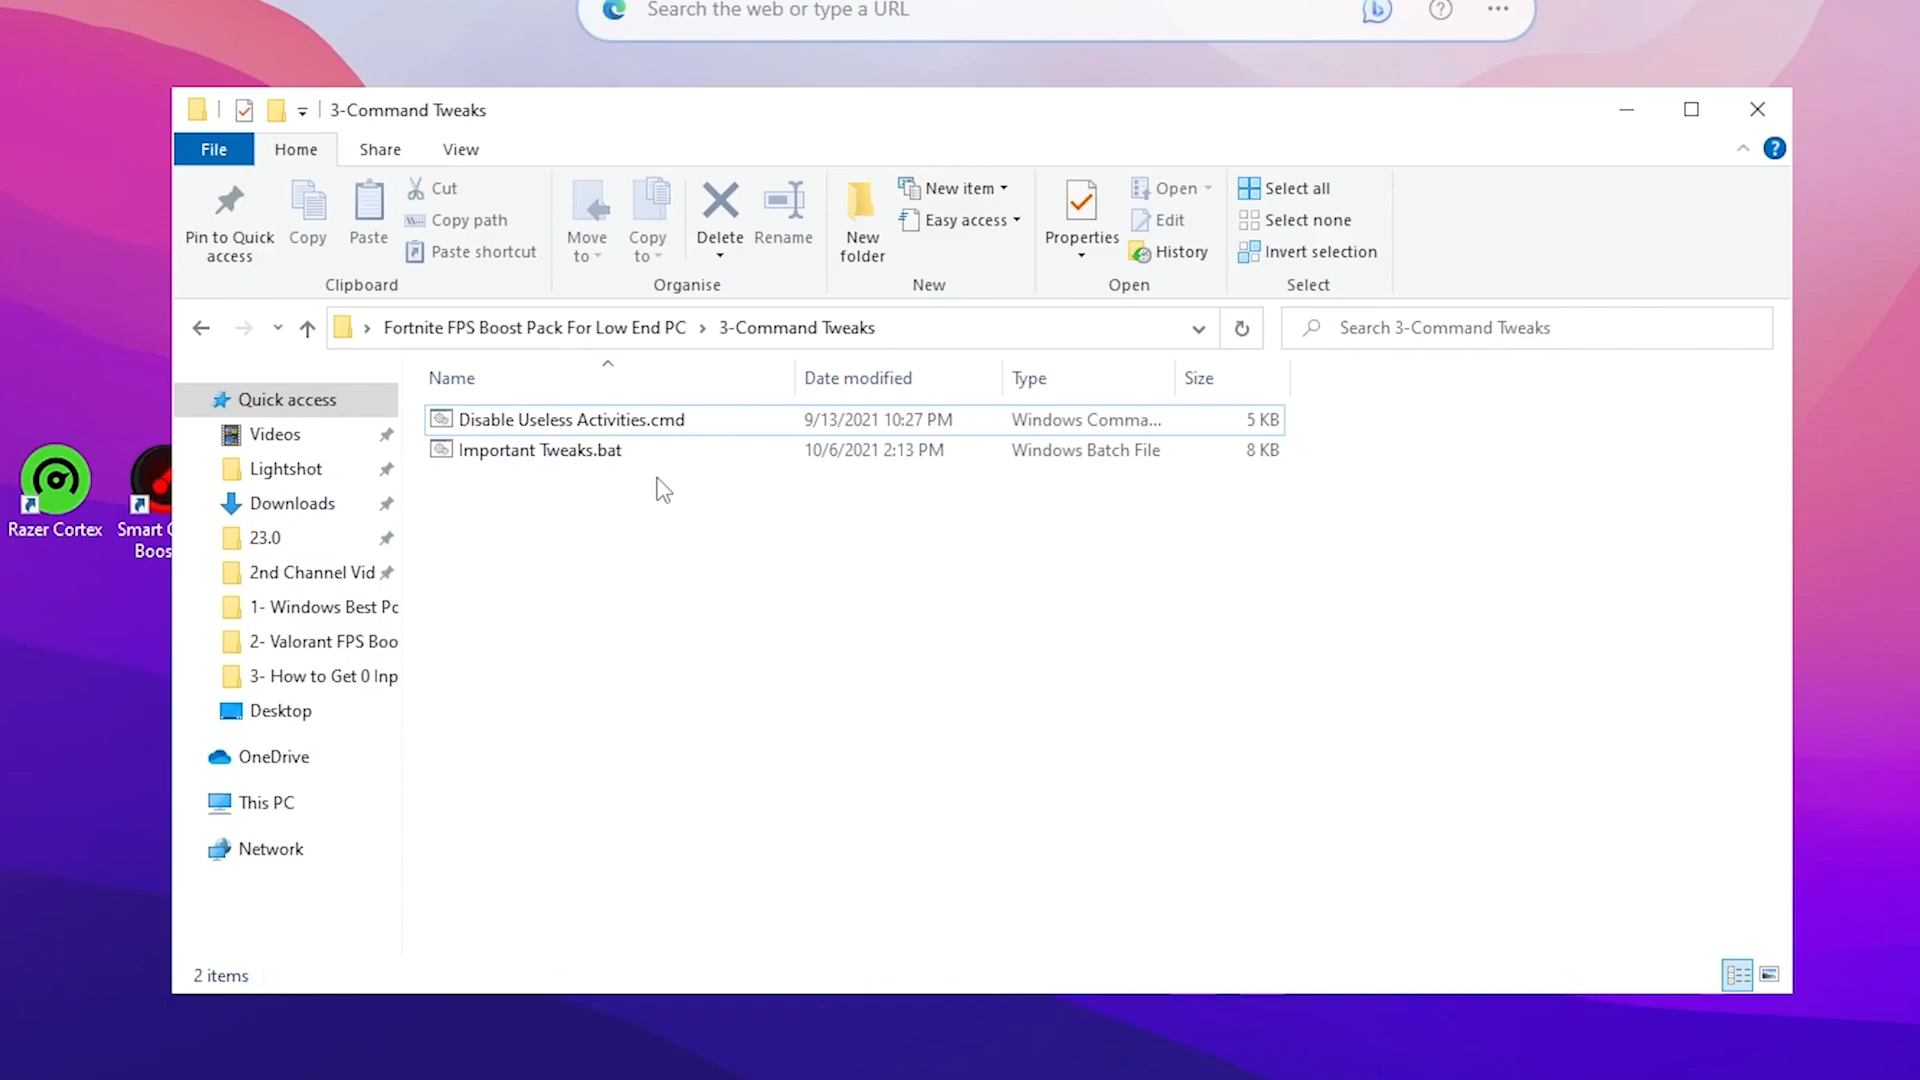 Search the web or type a URL
3-Command Tweaks
File Home Share View
Pin to Quick access
Copy
Paste
Cut
Copy path
Paste shortcut
Clipboard
Move to
Copy to
Delete
Rename
Organise
New folder
New item
Easy access
New
Properties
Open
Edit
History
Open
Select all
Select none
Invert selection
Select
Fortnite FPS Boost Pack For Low End PC > 3-Command Tweaks
Search 3-Command Tweaks
Name Date modified Type Size
Disable Useless Activities.cmd 9/13/2021 10:27 PM Windows Comma... 5 KB
Important Tweaks.bat 10/6/2021 2:13 PM Windows Batch File 8 KB
Quick access
Videos
Lightshot
Downloads
23.0
2nd Channel Vid
1- Windows Best Pc
2- Valorant FPS Boo
3- How to Get 0 Inp
Desktop
OneDrive
This PC
Network
2 items
Razer Cortex
Smart
Boos